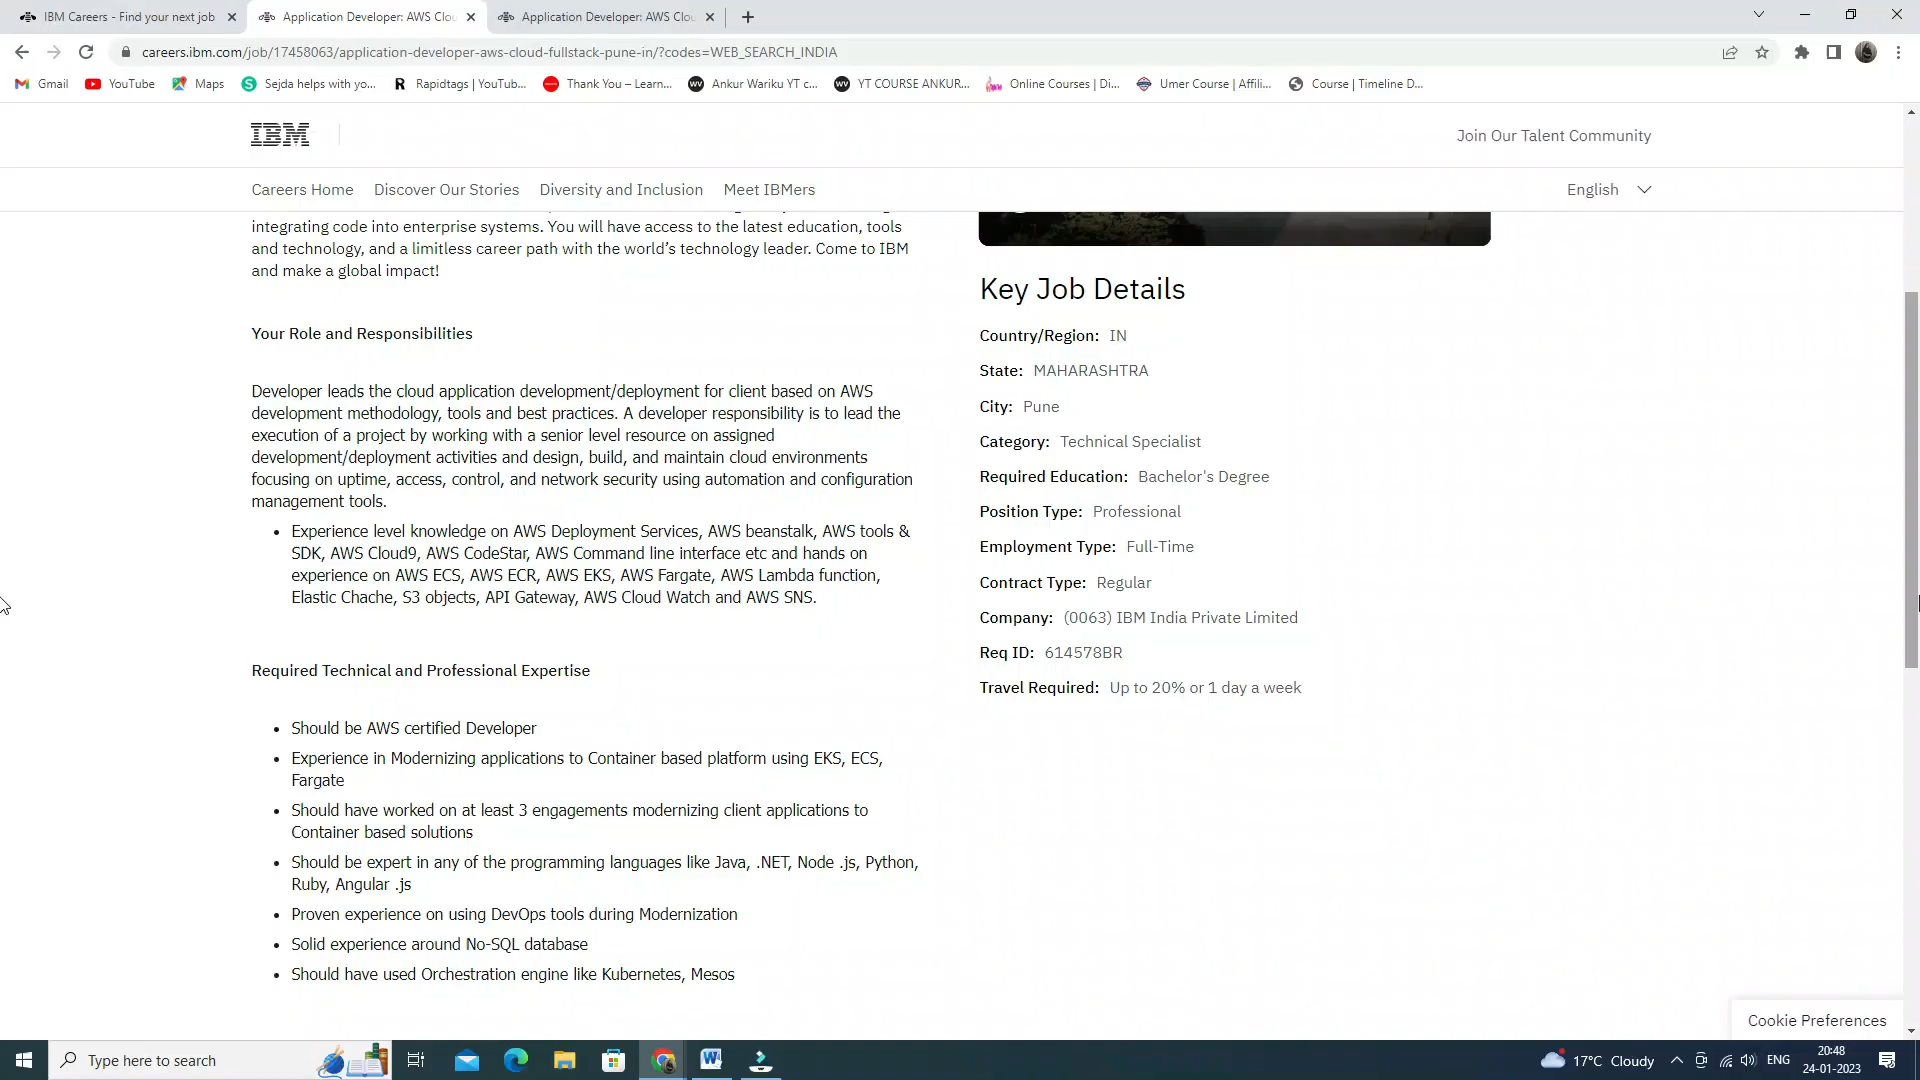 IBM Careers - Find your next job
Application Developer: AWS Clou
Application Developer: AWS Clou
careers.ibm.com/job/17458063/application-developer-aws-cloud-fullstack-pune-in/?codes=WEB_SEARCH_INDIA
Gmail
YouTube
Maps
Sejda helps with yo...
Rapidtags | YouTub...
Thank You – Learn...
Ankur Wariku YT c...
YT COURSE ANKUR...
Online Courses | Di...
Umer Course | Affili...
Course | Timeline D...
IBM
Join Our Talent Community
Careers Home
Discover Our Stories
Diversity and Inclusion
Meet IBMers
English
integrating code into enterprise systems. You will have access to the latest education, tools
and technology, and a limitless career path with the world’s technology leader. Come to IBM
and make a global impact!
Your Role and Responsibilities
Developer leads the cloud application development/deployment for client based on AWS
development methodology, tools and best practices. A developer responsibility is to lead the
execution of a project by working with a senior level resource on assigned
development/deployment activities and design, build, and maintain cloud environments
focusing on uptime, access, control, and network security using automation and configuration
management tools.
• Experience level knowledge on AWS Deployment Services, AWS beanstalk, AWS tools &
SDK, AWS Cloud9, AWS CodeStar, AWS Command line interface etc and hands on
experience on AWS ECS, AWS ECR, AWS EKS, AWS Fargate, AWS Lambda function,
Elastic Chache, S3 objects, API Gateway, AWS Cloud Watch and AWS SNS.
Required Technical and Professional Expertise
• Should be AWS certified Developer
• Experience in Modernizing applications to Container based platform using EKS, ECS,
Fargate
• Should have worked on at least 3 engagements modernizing client applications to
Container based solutions
• Should be expert in any of the programming languages like Java, .NET, Node .js, Python,
Ruby, Angular .js
• Proven experience on using DevOps tools during Modernization
• Solid experience around No-SQL database
• Should have used Orchestration engine like Kubernetes, Mesos
Key Job Details
Country/Region: IN
State: MAHARASHTRA
City: Pune
Category: Technical Specialist
Required Education: Bachelor's Degree
Position Type: Professional
Employment Type: Full-Time
Contract Type: Regular
Company: (0063) IBM India Private Limited
Req ID: 614578BR
Travel Required: Up to 20% or 1 day a week
Cookie Preferences
Type here to search
17°C Cloudy
ENG
20:48
24-01-2023